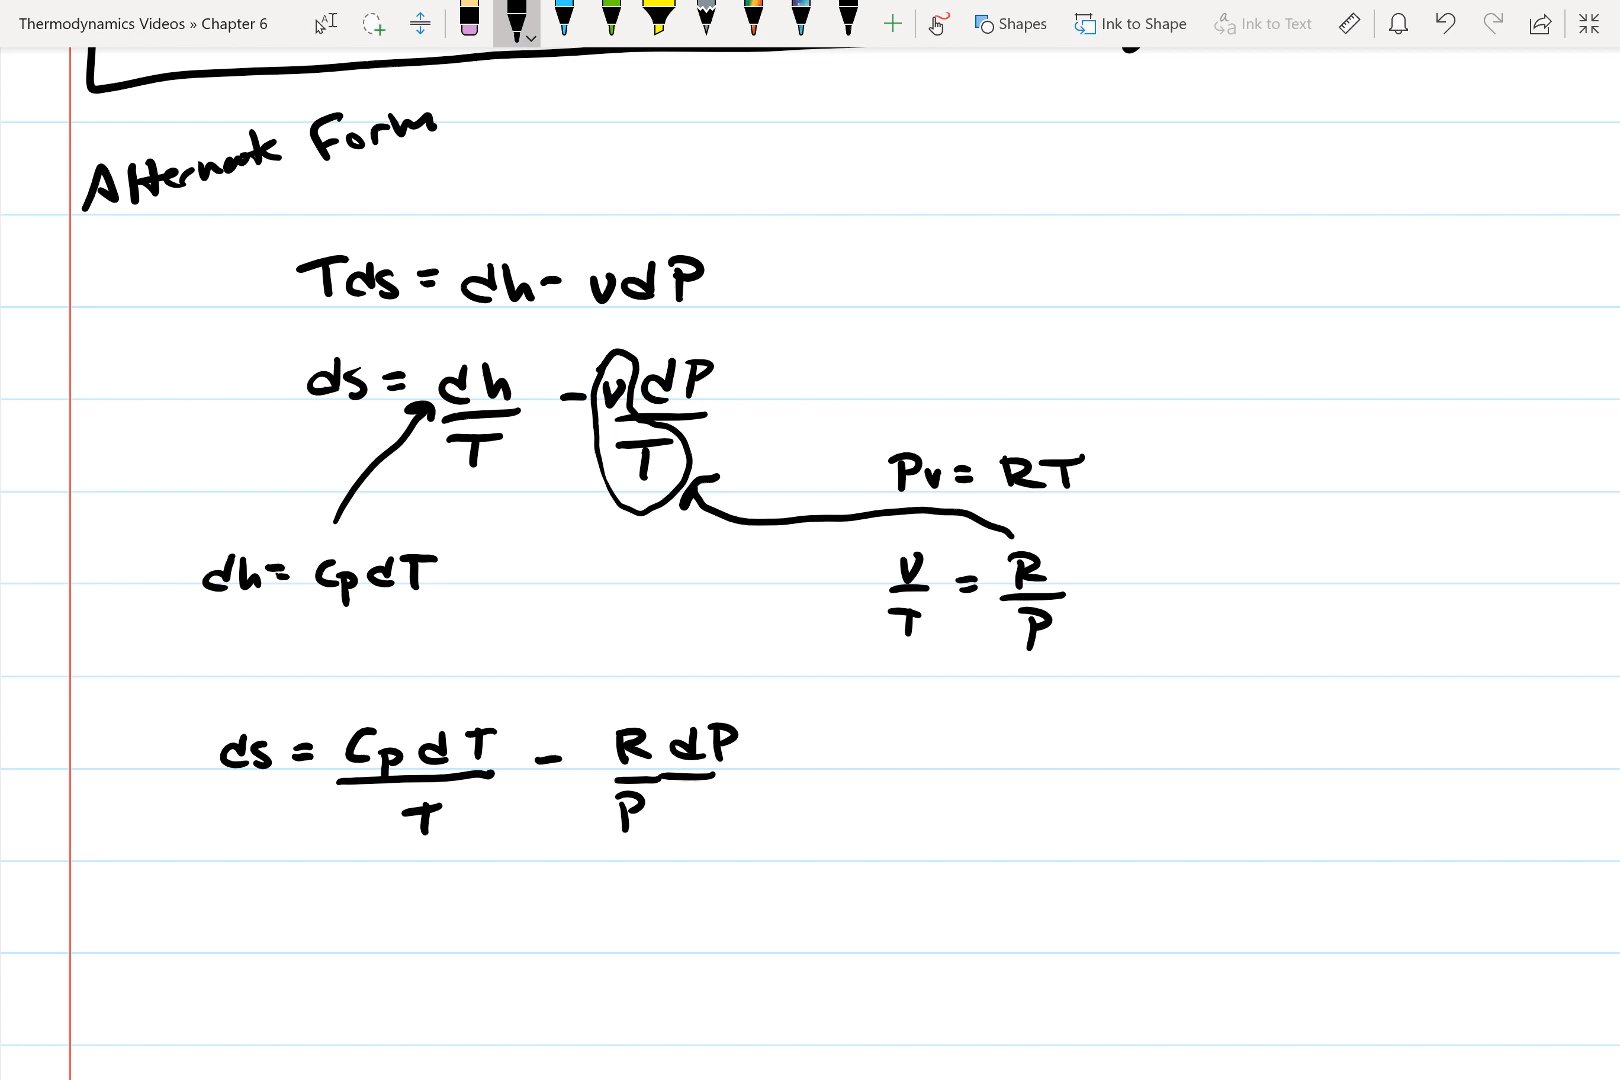 Thermodynamics Videos » Chapter 6 Shapes Ink to Shape Ink to Text
Alternate Form
Tds = dh - vdP
ds = dh/T - vdP/T
Pv = RT
dh = CpdT
v/T = R/P
ds = CpdT/T - RdP/P